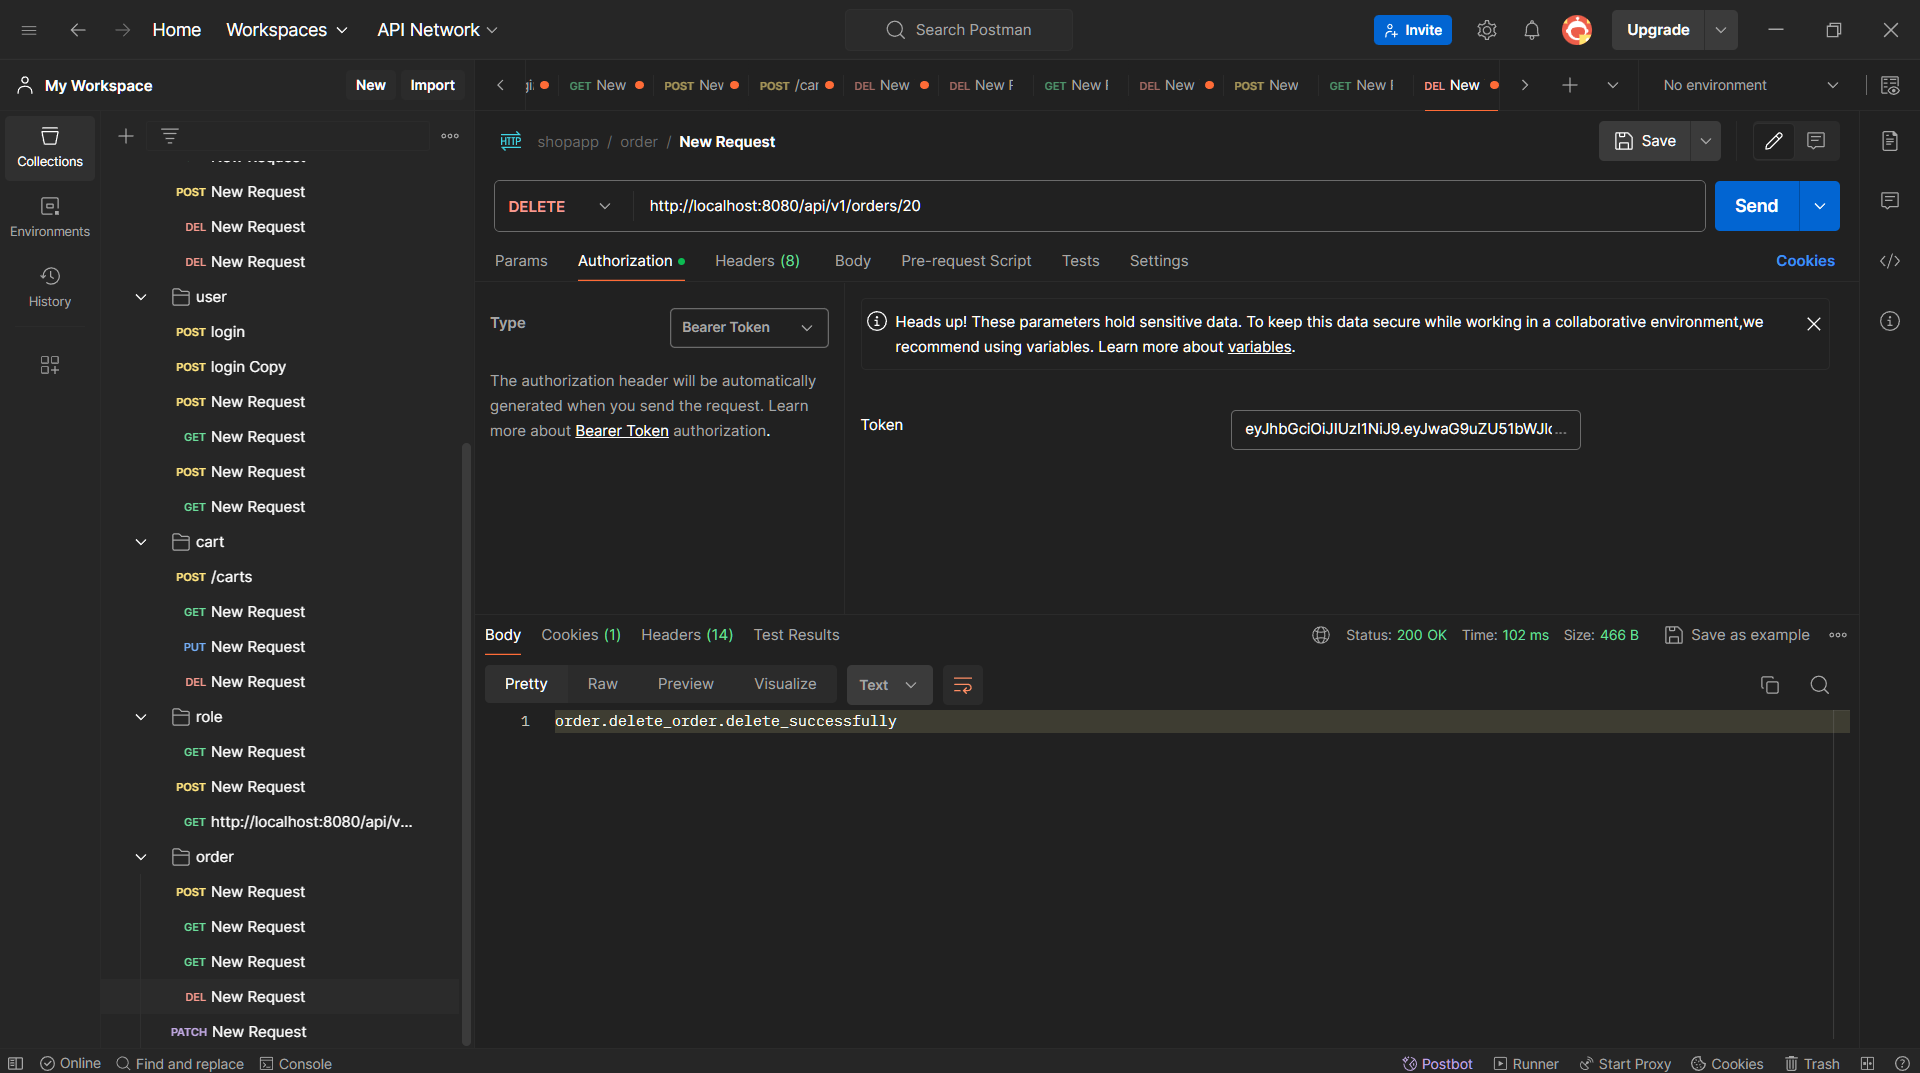 Home
Workspaces
API Network
Search Postman
Invite
Upgrade
My Workspace
New
Import
GET New
POST
POST /car
DEL New
DEL New
GET New
DEL New
POST New
GET New
DEL New
No environment
Collections
Environments
History
POST New Request
DEL New Request
DEL New Request
user
POST login
POST login Copy
POST New Request
GET New Request
POST New Request
GET New Request
cart
POST /carts
GET New Request
PUT New Request
DEL New Request
role
GET New Request
POST New Request
GET http://localhost:8080/api/v...
order
POST New Request
GET New Request
GET New Request
DEL New Request
PATCH New Request
HTTP shopapp / order / New Request
Save
DELETE
http://localhost:8080/api/v1/orders/20
Send
Params
Authorization
Headers (8)
Body
Pre-request Script
Tests
Settings
Cookies
Type
Bearer Token
The authorization header will be automatically
generated when you send the request. Learn
more about Bearer Token authorization.
Heads up! These parameters hold sensitive data. To keep this data secure while working in a collaborative environment,we
recommend using variables. Learn more about variables.
Token
Body
Cookies (1)
Headers (14)
Test Results
Status: 200 OK
Time: 102 ms
Size: 466 B
Save as example
Pretty
Raw
Preview
Visualize
Text
1
order.delete_order.delete_successfully
Online
Find and replace
Console
Postbot
Runner
Start Proxy
Cookies
Trash